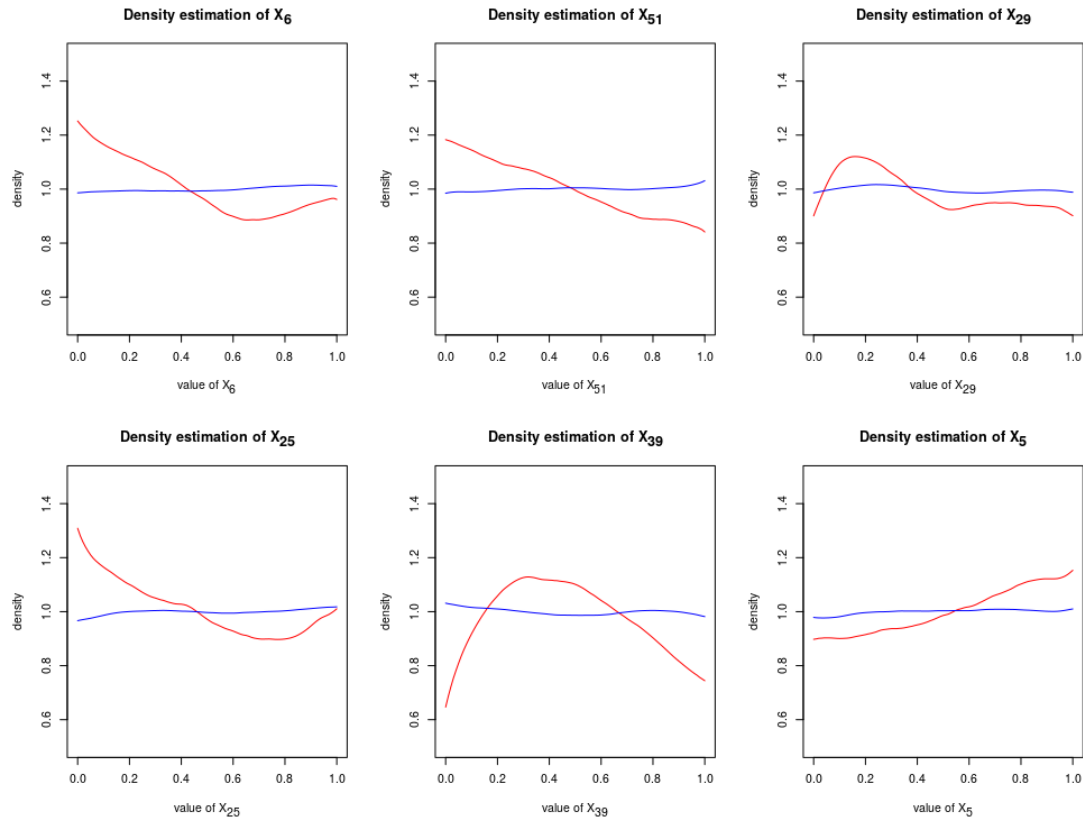 Density estimation of X6
density
1.4
1.2
1.0
0.8
0.6
0.0 0.2 0.4 0.6 0.8 1.0
value of X6
Density estimation of X51
density
1.4
1.2
1.0
0.8
0.6
0.0 0.2 0.4 0.6 0.8 1.0
value of X51
Density estimation of X29
density
1.4
1.2
1.0
0.8
0.6
0.0 0.2 0.4 0.6 0.8 1.0
value of X29
Density estimation of X25
density
1.4
1.2
1.0
0.8
0.6
0.0 0.2 0.4 0.6 0.8 1.0
value of X25
Density estimation of X39
density
1.4
1.2
1.0
0.8
0.6
0.0 0.2 0.4 0.6 0.8 1.0
value of X39
Density estimation of X5
density
1.4
1.2
1.0
0.8
0.6
0.0 0.2 0.4 0.6 0.8 1.0
value of X5